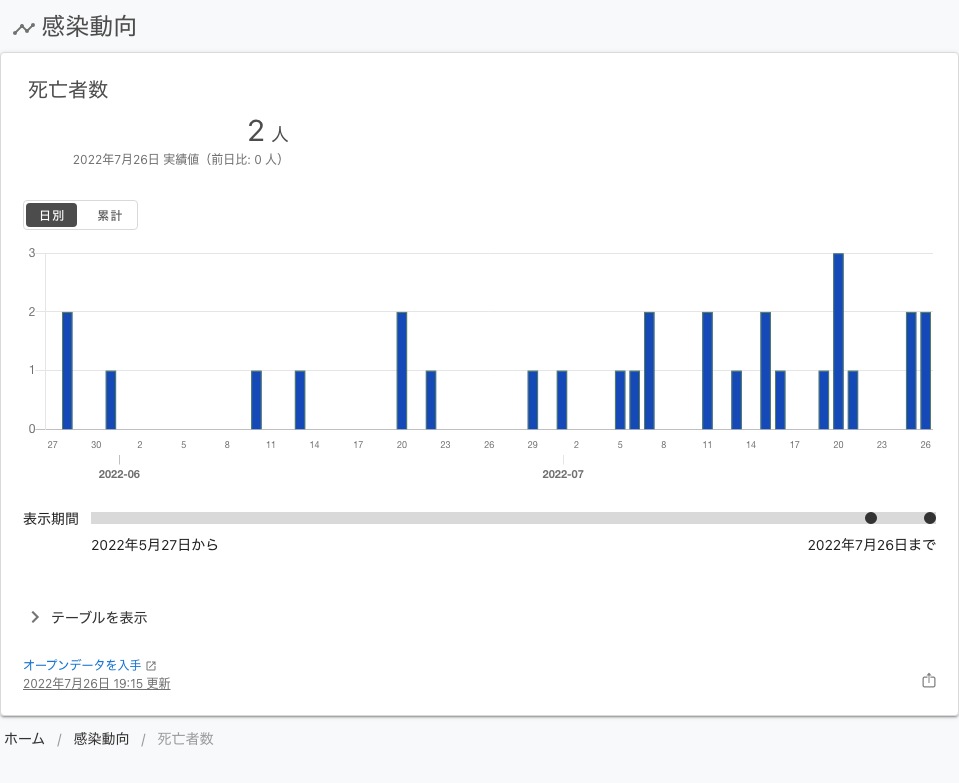 感染動向
死亡者数
2 人
2022年7月26日 実績値（前日比: 0 人）
日別 累計
3
2
1
0
27 30 2 5 8 11 14 17 20 23 26 29 2 5 8 11 14 17 20 23 26
2022-06 2022-07
表示期間
2022年5月27日から 2022年7月26日まで
テーブルを表示
オープンデータを入手
2022年7月26日 19:15 更新
ホーム / 感染動向 / 死亡者数